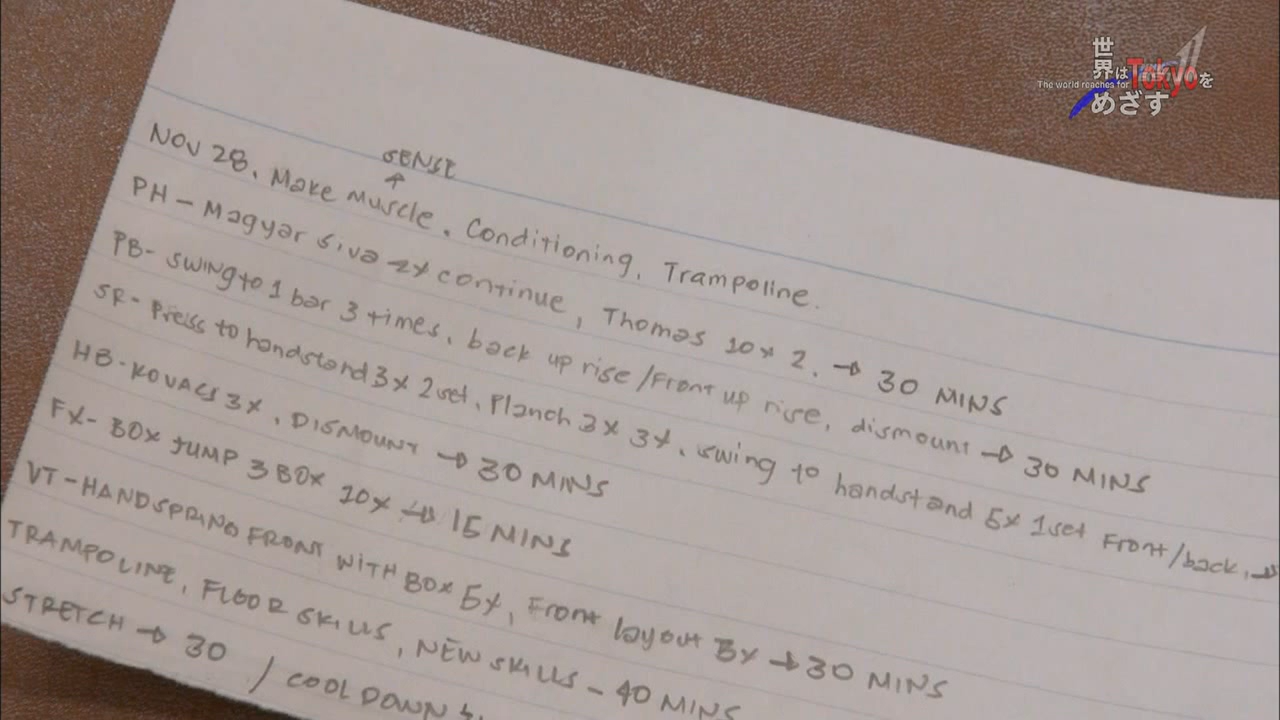 世界は Tokyoを
The world reaches for
めざす
SENSE
NOV 28. Make muscle. Conditioning. Trampoline.
PH - Magyar siva 2x continue, Thomas 10x 2. → 30 MINS
PB- swing to 1 bar 3 times. back up rise/Front up rise, dismount → 30 MINS
SR- Press to handstand 3x 2set. Planch 3x 3x. swing to handstand 5x 1set Front/back. →
HB-KOVACS 3x. DISMOUNT → 30 MINS
FX- BOX JUMP 3 BOX 10x → 15 MINS
VT-HANDSPRING FRONT WITH BOX 5x, Front layout 3x → 30 MINS
TRAMPOLINE, FLOOR SKILLS, NEW SKILLS - 40 MINS
STRETCH → 30 / COOL DOWN